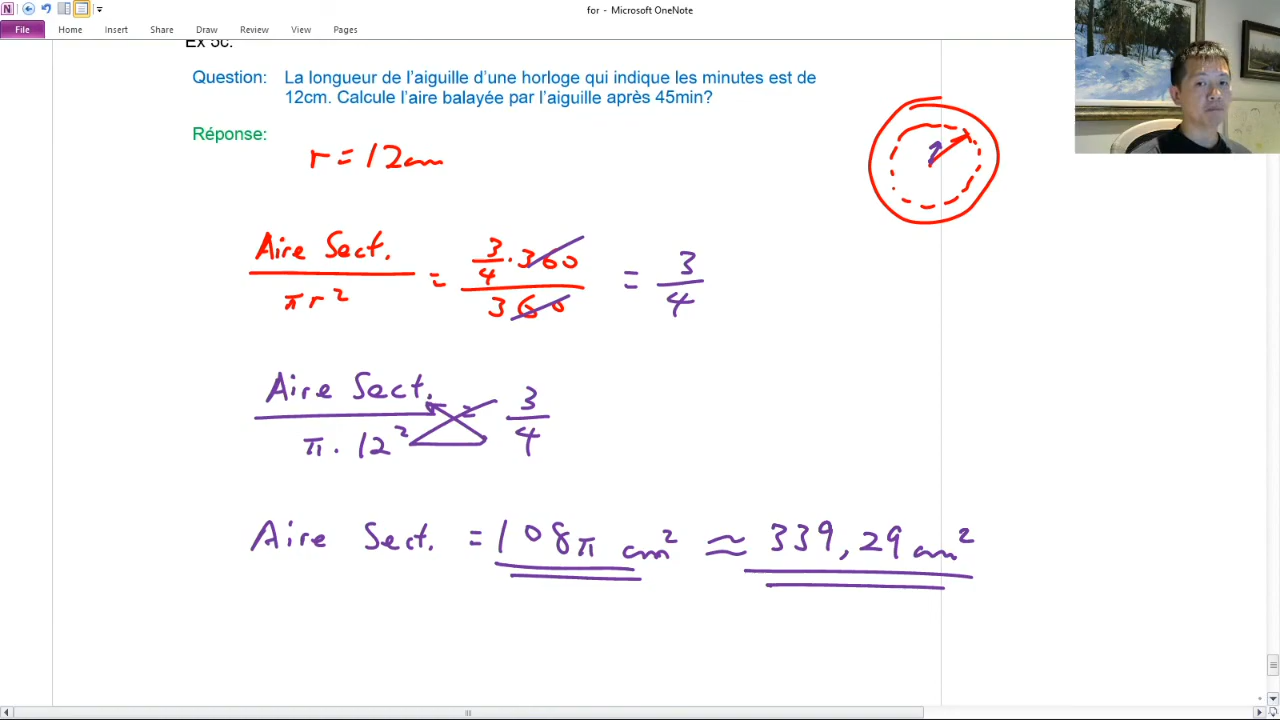 for - Microsoft OneNote
File Home Insert Share Draw Review View Pages
Ex 5c:
Question: La longueur de l'aiguille d'une horloge qui indique les minutes est de
12cm. Calcule l'aire balayée par l'aiguille après 45min?
Réponse:
r = 12cm
Aire Sect. / πr² = 3/4 · 360 / 360 = 3/4
Aire Sect. / π · 12² = 3/4
Aire Sect. = 108π cm² ≈ 339,29 cm²